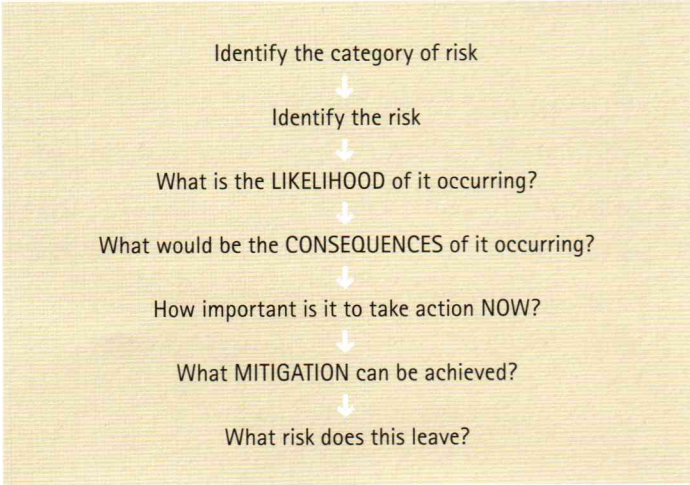 Identify the category of risk
Identify the risk
What is the LIKELIHOOD of it occurring?
What would be the CONSEQUENCES of it occurring?
How important is it to take action NOW?
What MITIGATION can be achieved?
What risk does this leave?